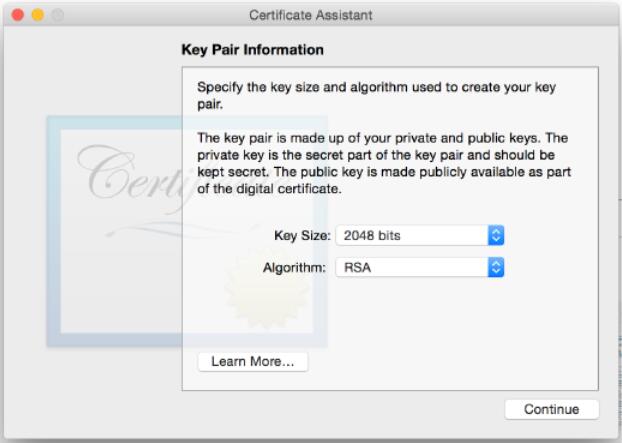 Certificate Assistant
Key Pair Information
Specify the key size and algorithm used to create your key
pair.
The key pair is made up of your private and public keys. The
private key is the secret part of the key pair and should be
kept secret. The public key is made publicly available as part
of the digital certificate.
Key Size: 2048 bits
Algorithm: RSA
Learn More...
Continue